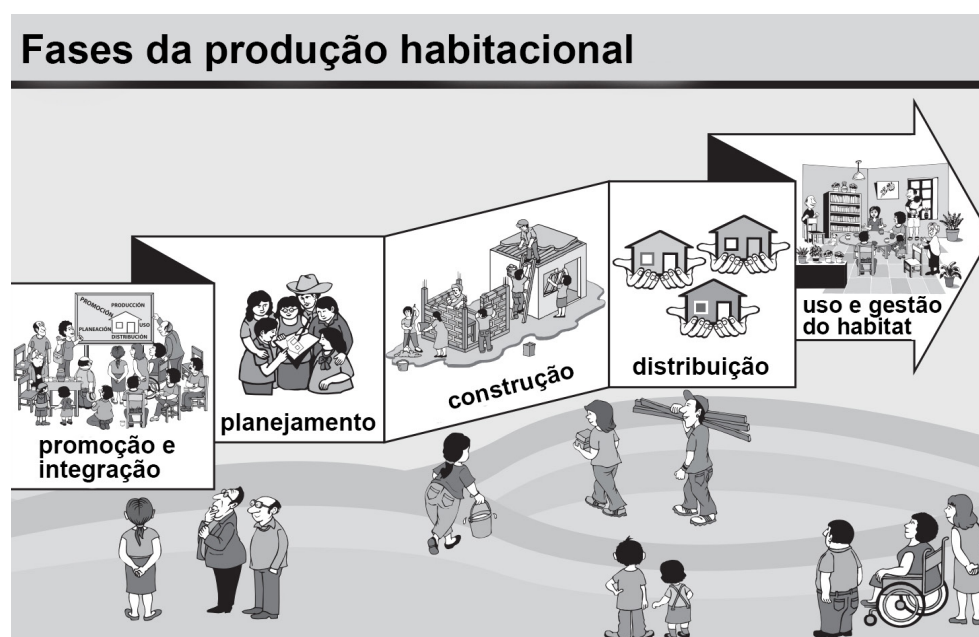 Fases da produção habitacional
PROMOCIÓN
PRODUCCIÓN
PLANEACIÓN
USO
DISTRIBUCIÓN
promoção e
integração
planejamento
construção
distribuição
uso e gestão
do habitat